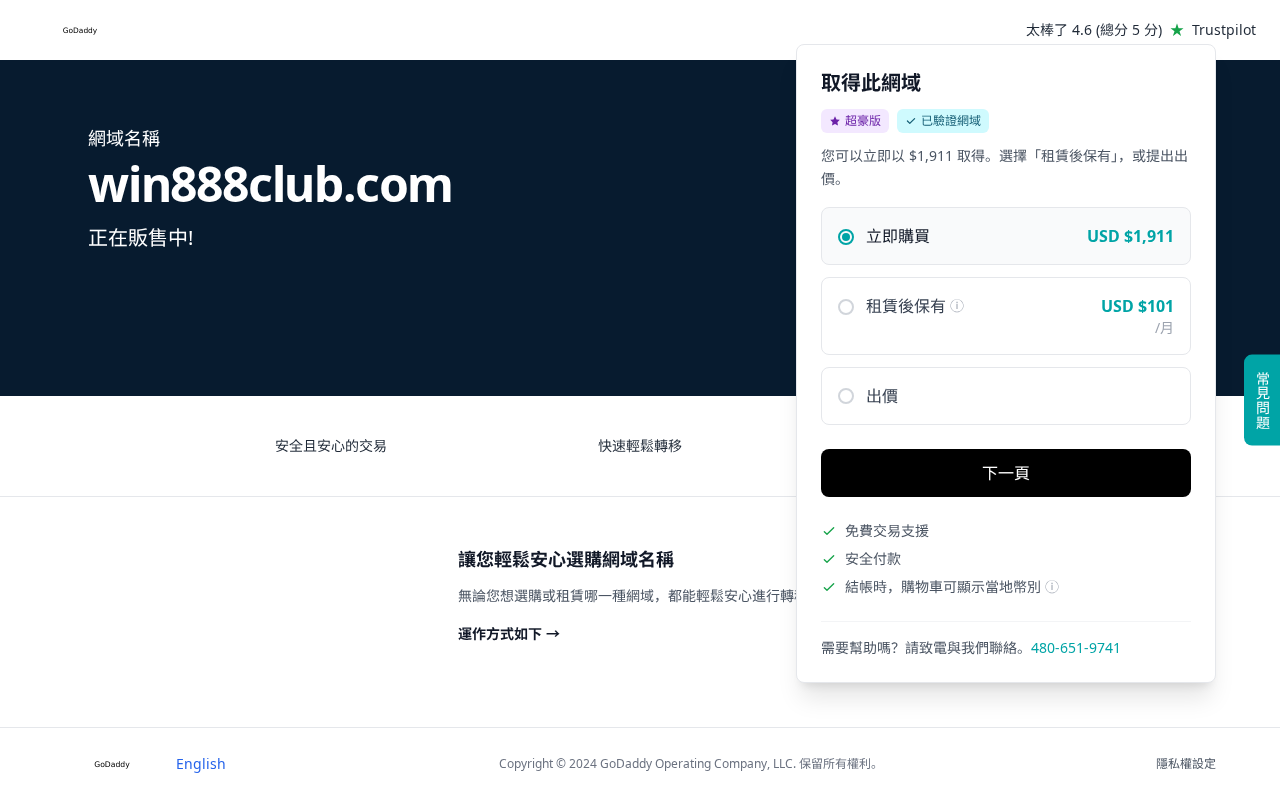 GoDaddy
太棒了 4.6 (總分 5 分) ★ Trustpilot
網域名稱
win888club.com
正在販售中!
取得此網域
超豪版
已驗證網域
您可以立即以 $1,911 取得。選擇「租賃後保有」，或提出出
價。
立即購買 USD $1,911
租賃後保有 USD $101
/月
出價
下一頁
免費交易支援
安全付款
結帳時，購物車可顯示當地幣別
需要幫助嗎？請致電與我們聯絡。480-651-9741
常見問題
安全且安心的交易
快速輕鬆轉移
讓您輕鬆安心選購網域名稱
無論您想選購或租賃哪一種網域，都能輕鬆安心進行轉
運作方式如下 →
GoDaddy
English
Copyright © 2024 GoDaddy Operating Company, LLC. 保留所有權利。
隱私權設定